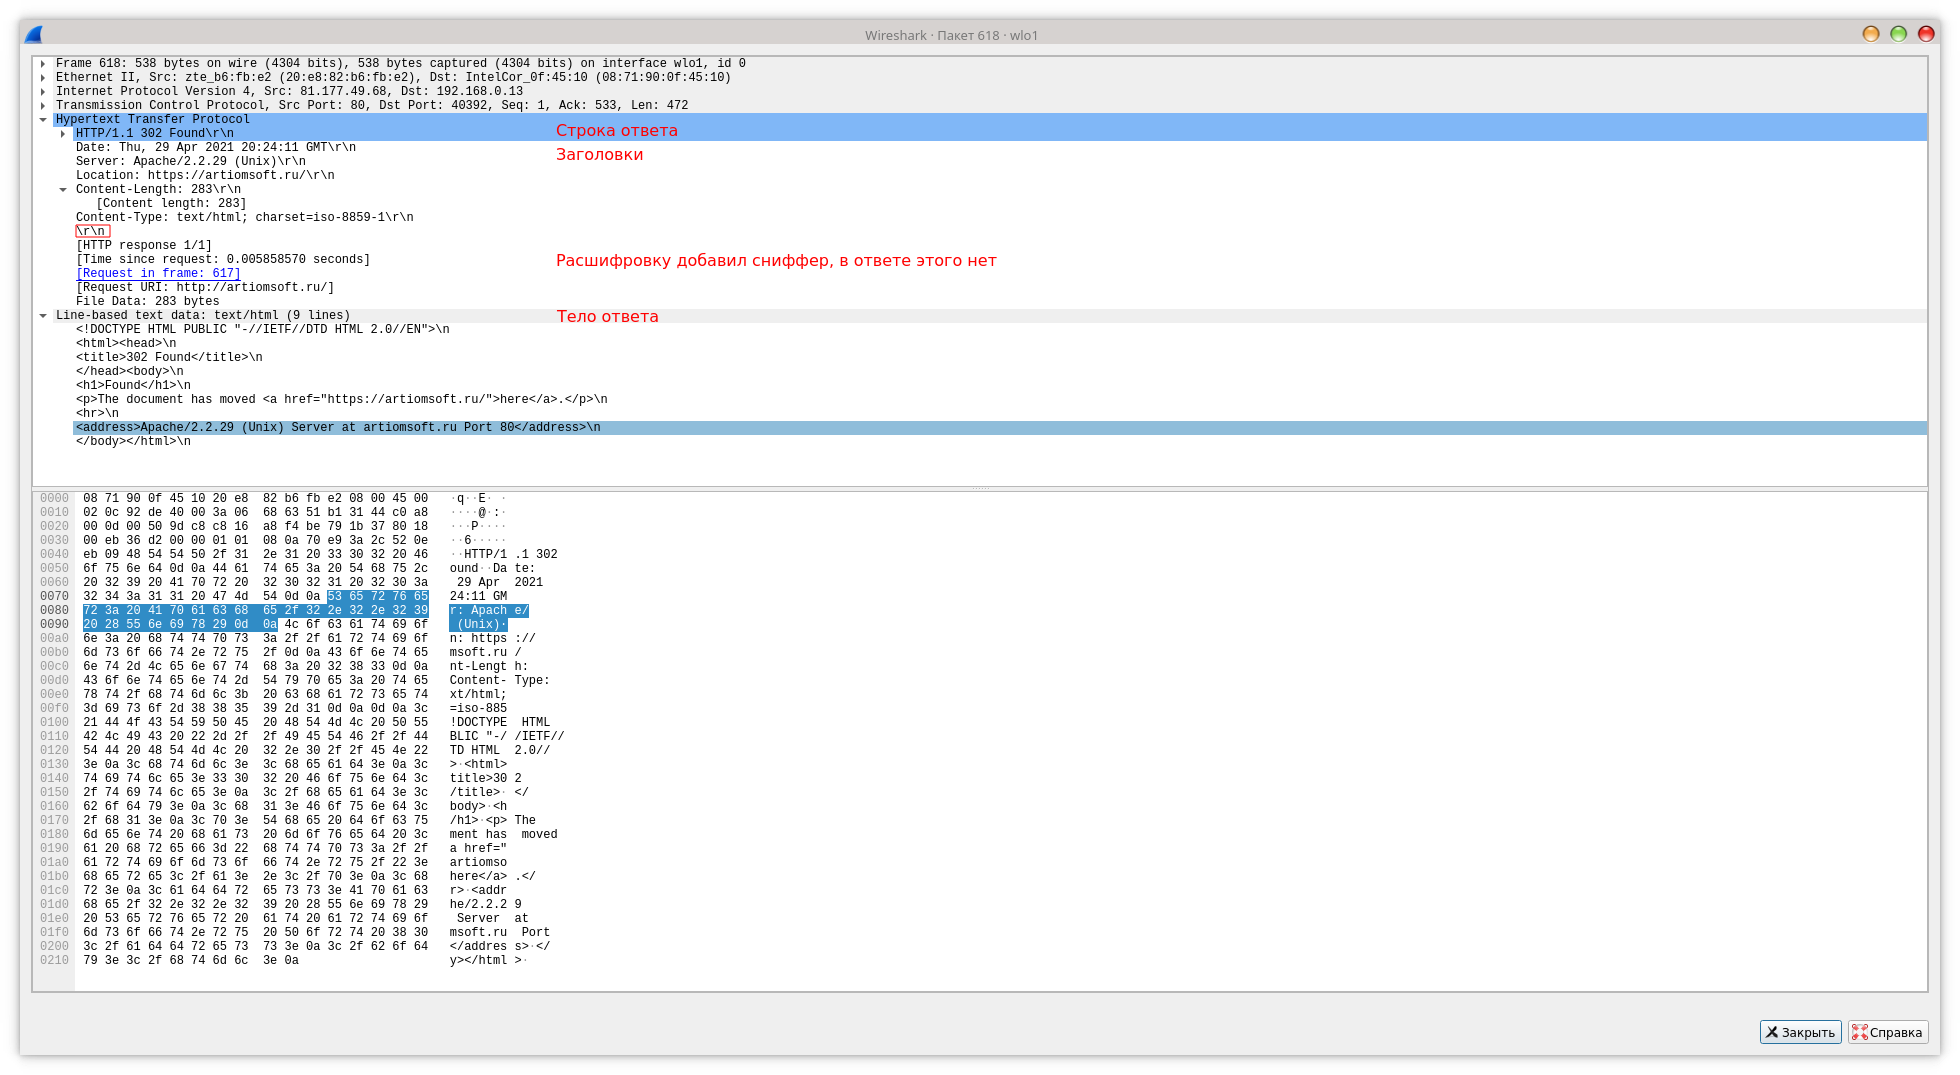 Wireshark · Пакет 618 · wlo1
Frame 618: 538 bytes on wire (4304 bits), 538 bytes captured (4304 bits) on interface wlo1, id 0
Ethernet II, Src: zte_b6:fb:e2 (20:e8:82:b6:fb:e2), Dst: IntelCor_0f:45:10 (08:71:90:0f:45:10)
Internet Protocol Version 4, Src: 81.177.49.68, Dst: 192.168.0.13
Transmission Control Protocol, Src Port: 80, Dst Port: 40392, Seq: 1, Ack: 533, Len: 472
Hypertext Transfer Protocol
HTTP/1.1 302 Found\r\n Строка ответа
Date: Thu, 29 Apr 2021 20:24:11 GMT\r\n Заголовки
Server: Apache/2.2.29 (Unix)\r\n
Location: https://artiomsoft.ru/\r\n
Content-Length: 283\r\n
[Content length: 283]
Content-Type: text/html; charset=iso-8859-1\r\n
\r\n
[HTTP response 1/1]
[Time since request: 0.005858570 seconds] Расшифровку добавил сниффер, в ответе этого нет
[Request in frame: 617]
[Request URI: http://artiomsoft.ru/]
File Data: 283 bytes
Line-based text data: text/html (9 lines) Тело ответа
<!DOCTYPE HTML PUBLIC "-//IETF//DTD HTML 2.0//EN">\n
<html><head>\n
<title>302 Found</title>\n
</head><body>\n
<h1>Found</h1>\n
<p>The document has moved <a href="https://artiomsoft.ru/">here</a>.</p>\n
<hr>\n
<address>Apache/2.2.29 (Unix) Server at artiomsoft.ru Port 80</address>\n
</body></html>\n
0000 08 71 90 0f 45 10 20 e8 82 b6 fb e2 08 00 45 00 ·q··E· ·
0010 02 0c 92 de 40 00 3a 06 68 63 51 b1 31 44 c0 a8 ····@·:·
0020 00 0d 00 50 9d c8 c8 16 a8 f4 be 79 1b 37 80 18 ···P····
0030 00 eb 36 d2 00 00 01 01 08 0a 70 e9 3a 2c 52 0e ··6·····
0040 eb 09 48 54 54 50 2f 31 2e 31 20 33 30 32 20 46 ··HTTP/1 .1 302
0050 6f 75 6e 64 0d 0a 44 61 74 65 3a 20 54 68 75 2c ound··Da te:
0060 20 32 39 20 41 70 72 20 32 30 32 31 20 32 30 3a 29 Apr 2021
0070 32 34 3a 31 31 20 47 4d 54 0d 0a 53 65 72 76 65 24:11 GM
0080 72 3a 20 41 70 61 63 68 65 2f 32 2e 32 2e 32 39 r: Apach e/
0090 20 28 55 6e 69 78 29 0d 0a 4c 6f 63 61 74 69 6f (Unix)·
00a0 6e 3a 20 68 74 74 70 73 3a 2f 2f 61 72 74 69 6f n: https ://
00b0 6d 73 6f 66 74 2e 72 75 2f 0d 0a 43 6f 6e 74 65 msoft.ru /
00c0 6e 74 2d 4c 65 6e 67 74 68 3a 20 32 38 33 0d 0a nt-Lengt h:
00d0 43 6f 6e 74 65 6e 74 2d 54 79 70 65 3a 20 74 65 Content- Type:
00e0 78 74 2f 68 74 6d 6c 3b 20 63 68 61 72 73 65 74 xt/html;
00f0 3d 69 73 6f 2d 38 38 35 39 2d 31 0d 0a 0d 0a 3c =iso-885
0100 21 44 4f 43 54 59 50 45 20 48 54 4d 4c 20 50 55 !DOCTYPE HTML
0110 42 4c 49 43 20 22 2d 2f 2f 49 45 54 46 2f 2f 44 BLIC "-/ /IETF//
0120 54 44 20 48 54 4d 4c 20 32 2e 30 2f 2f 45 4e 22 TD HTML 2.0//
0130 3e 0a 3c 68 74 6d 6c 3e 3c 68 65 61 64 3e 0a 3c >·<html>
0140 74 69 74 6c 65 3e 33 30 32 20 46 6f 75 6e 64 3c title>30 2
0150 2f 74 69 74 6c 65 3e 0a 3c 2f 68 65 61 64 3e 3c /title>· </
0160 62 6f 64 79 3e 0a 3c 68 31 3e 46 6f 75 6e 64 3c body>·<h
0170 2f 68 31 3e 0a 3c 70 3e 54 68 65 20 64 6f 63 75 /h1>·<p> The
0180 6d 65 6e 74 20 68 61 73 20 6d 6f 76 65 64 20 3c ment has moved
0190 61 20 68 72 65 66 3d 22 68 74 74 70 73 3a 2f 2f a href="
01a0 61 72 74 69 6f 6d 73 6f 66 74 2e 72 75 2f 22 3e artiomso
01b0 68 65 72 65 3c 2f 61 3e 2e 3c 2f 70 3e 0a 3c 68 here</a> .</
01c0 72 3e 0a 3c 61 64 64 72 65 73 73 3e 41 70 61 63 r>·<addr
01d0 68 65 2f 32 2e 32 2e 32 39 20 28 55 6e 69 78 29 he/2.2.2 9
01e0 20 53 65 72 76 65 72 20 61 74 20 61 72 74 69 6f Server at
01f0 6d 73 6f 66 74 2e 72 75 20 50 6f 72 74 20 38 30 msoft.ru Port
0200 3c 2f 61 64 64 72 65 73 73 3e 0a 3c 2f 62 6f 64 </addres s>·</
0210 79 3e 3c 2f 68 74 6d 6c 3e 0a y></html >·
Закрыть Справка